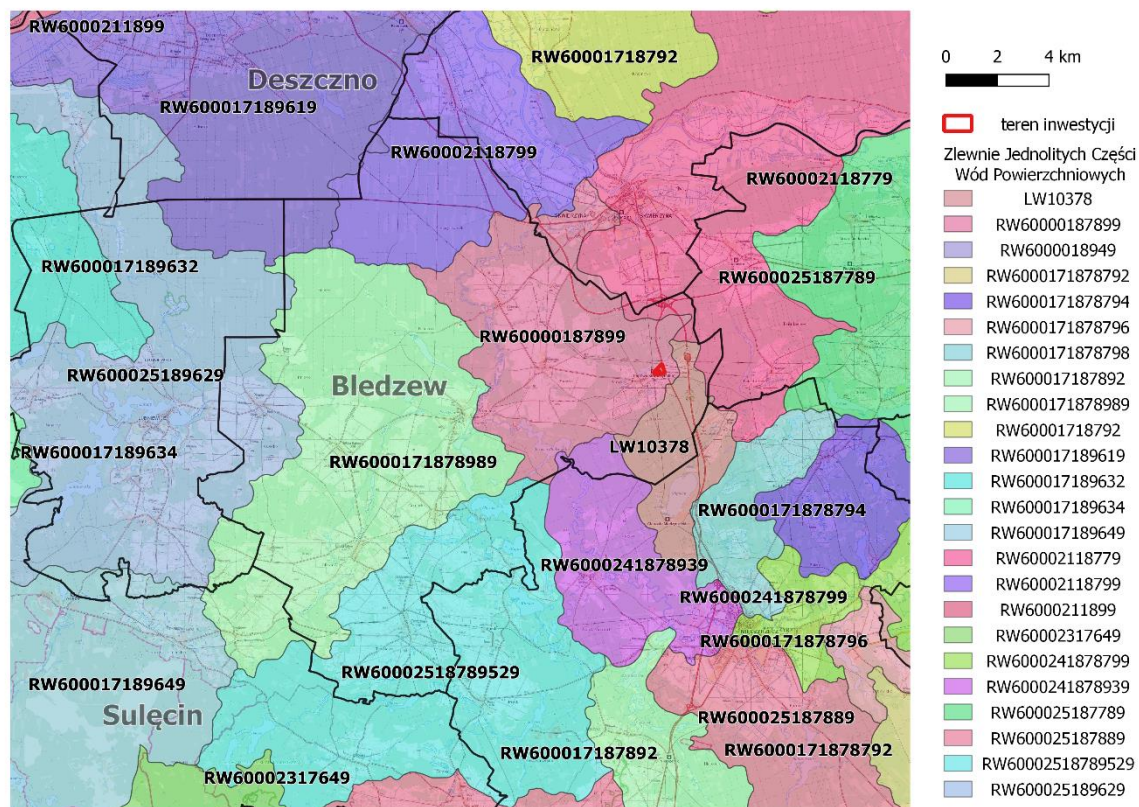 RW6000211899
Deszczno
RW60001718792
RW600017189619
RW60002118799
RW60002118779
RW600017189632
RW600025187789
RW60000187899
RW600025189629
Bledzew
LW10378
RW600017189634
RW6000171878989
RW6000171878794
RW6000241878939
RW6000241878799
RW6000171878796
RW60002518789529
RW600017189649
Sulęcin
RW600025187889
RW600017187892
RW6000171878792
RW60002317649
0 2 4 km
teren inwestycji
Zlewnie Jednolitych Części
Wód Powierzchniowych
LW10378
RW60000187899
RW6000018949
RW6000171878792
RW6000171878794
RW6000171878796
RW6000171878798
RW600017187892
RW6000171878989
RW60001718792
RW600017189619
RW600017189632
RW600017189634
RW600017189649
RW60002118779
RW60002118799
RW6000211899
RW60002317649
RW6000241878799
RW6000241878939
RW600025187789
RW600025187889
RW60002518789529
RW600025189629